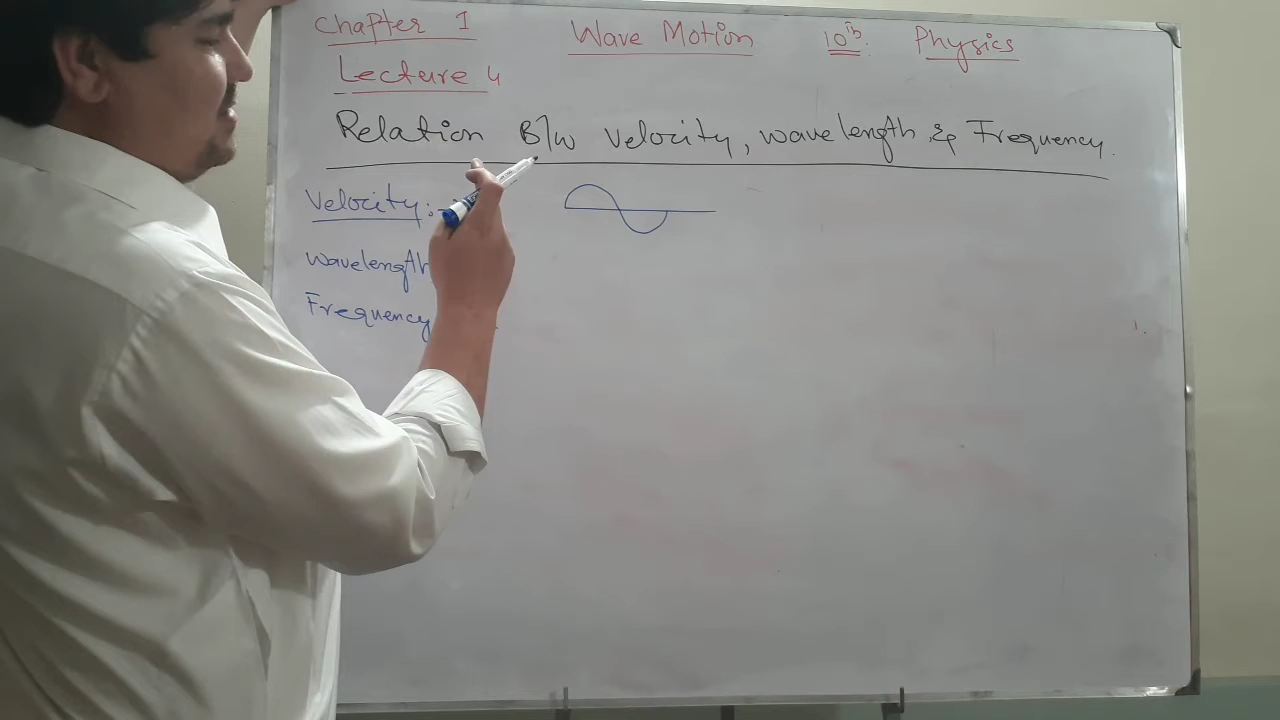 Chapter 1 Wave Motion 10th Physics
Lecture 4
Relation B/w Velocity, wavelength & Frequency.
Velocity:-
Wavelength
Frequency